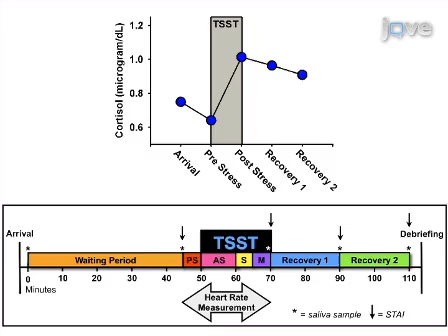 jove
TSST
Cortisol (microgram/dL)
1.2
1.0
0.8
0.6
Arrival
Pre Stress
Post Stress
Recovery 1
Recovery 2
Arrival
Debriefing
TSST
* * * * *
Waiting Period PS AS S M Recovery 1 Recovery 2
0 10 20 30 40 50 60 70 80 90 100 110
Minutes
Heart Rate
Measurement
* = saliva sample ↓ = STAI